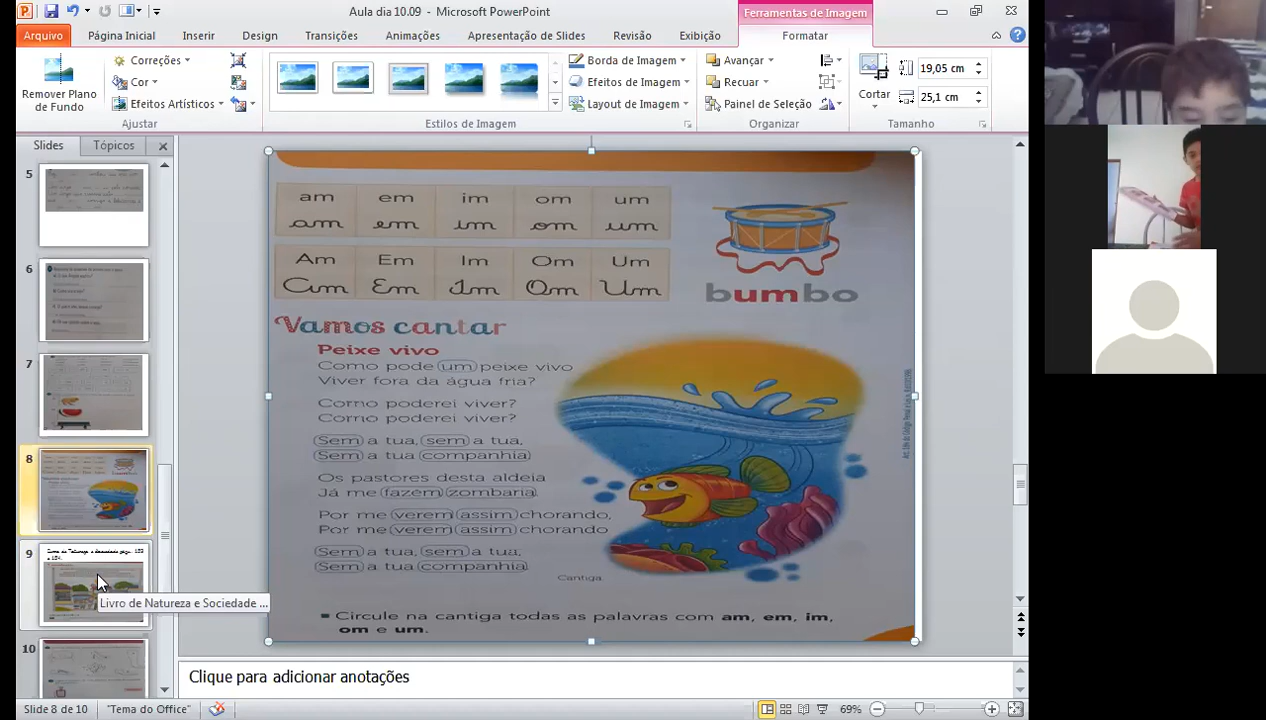 Aula dia 10.09 - Microsoft PowerPoint
Ferramentas de Imagem
Arquivo Página Inicial Inserir Design Transições Animações Apresentação de Slides Revisão Exibição Formatar
Remover Plano de Fundo
Correções
Cor
Efeitos Artísticos
Ajustar
Estilos de Imagem
Borda de Imagem
Efeitos de Imagem
Layout de Imagem
Avançar
Recuar
Painel de Seleção
Organizar
Cortar
19,05 cm
25,1 cm
Tamanho
Slides Tópicos
5
6
7
8
9
Livro de Natureza e Sociedade ...
10
am em im om um
am em im om um
Am Em Im Om Um
Am Em Im Om Um
bumbo
Vamos cantar
Peixe vivo
Como pode um peixe vivo
Viver fora da água fria?
Como poderei viver?
Como poderei viver?
Sem a tua, sem a tua,
Sem a tua companhia
Os pastores desta aldeia
Já me fazem zombaria
Por me verem assim chorando,
Por me verem assim chorando
Sem a tua, sem a tua,
Sem a tua companhia.
Cantiga.
Circule na cantiga todas as palavras com am, em, im,
om e um.
Clique para adicionar anotações
Slide 8 de 10 "Tema do Office" 69%